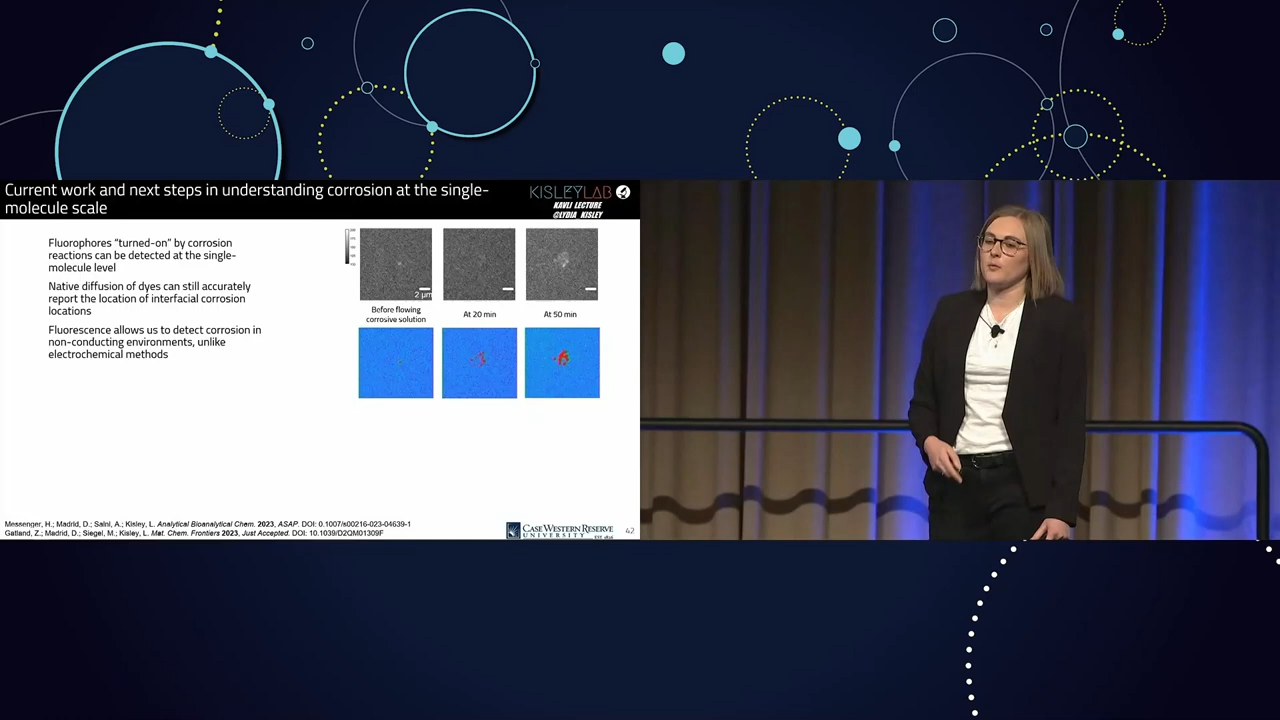 Current work and next steps in understanding corrosion at the single-
molecule scale
KISLEYLAB
KAVLI LECTURE
@LYDIA_KISLEY
Fluorophores “turned-on” by corrosion
reactions can be detected at the single-
molecule level
Native diffusion of dyes can still accurately
report the location of interfacial corrosion
locations
Fluorescence allows us to detect corrosion in
non-conducting environments, unlike
electrochemical methods
2 µm
Before flowing
corrosive solution
At 20 min
At 50 min
Messenger, H.; Madrid, D.; Saini, A.; Kisley, L. Analytical Bioanalytical Chem. 2023, ASAP. DOI: 0.1007/s00216-023-04639-1
Gatland, Z.; Madrid, D.; Siegel, M.; Kisley, L. Mat. Chem. Frontiers 2023, Just Accepted. DOI: 10.1039/D2QM01309F
CASE WESTERN RESERVE
UNIVERSITY
EST. 1826
42